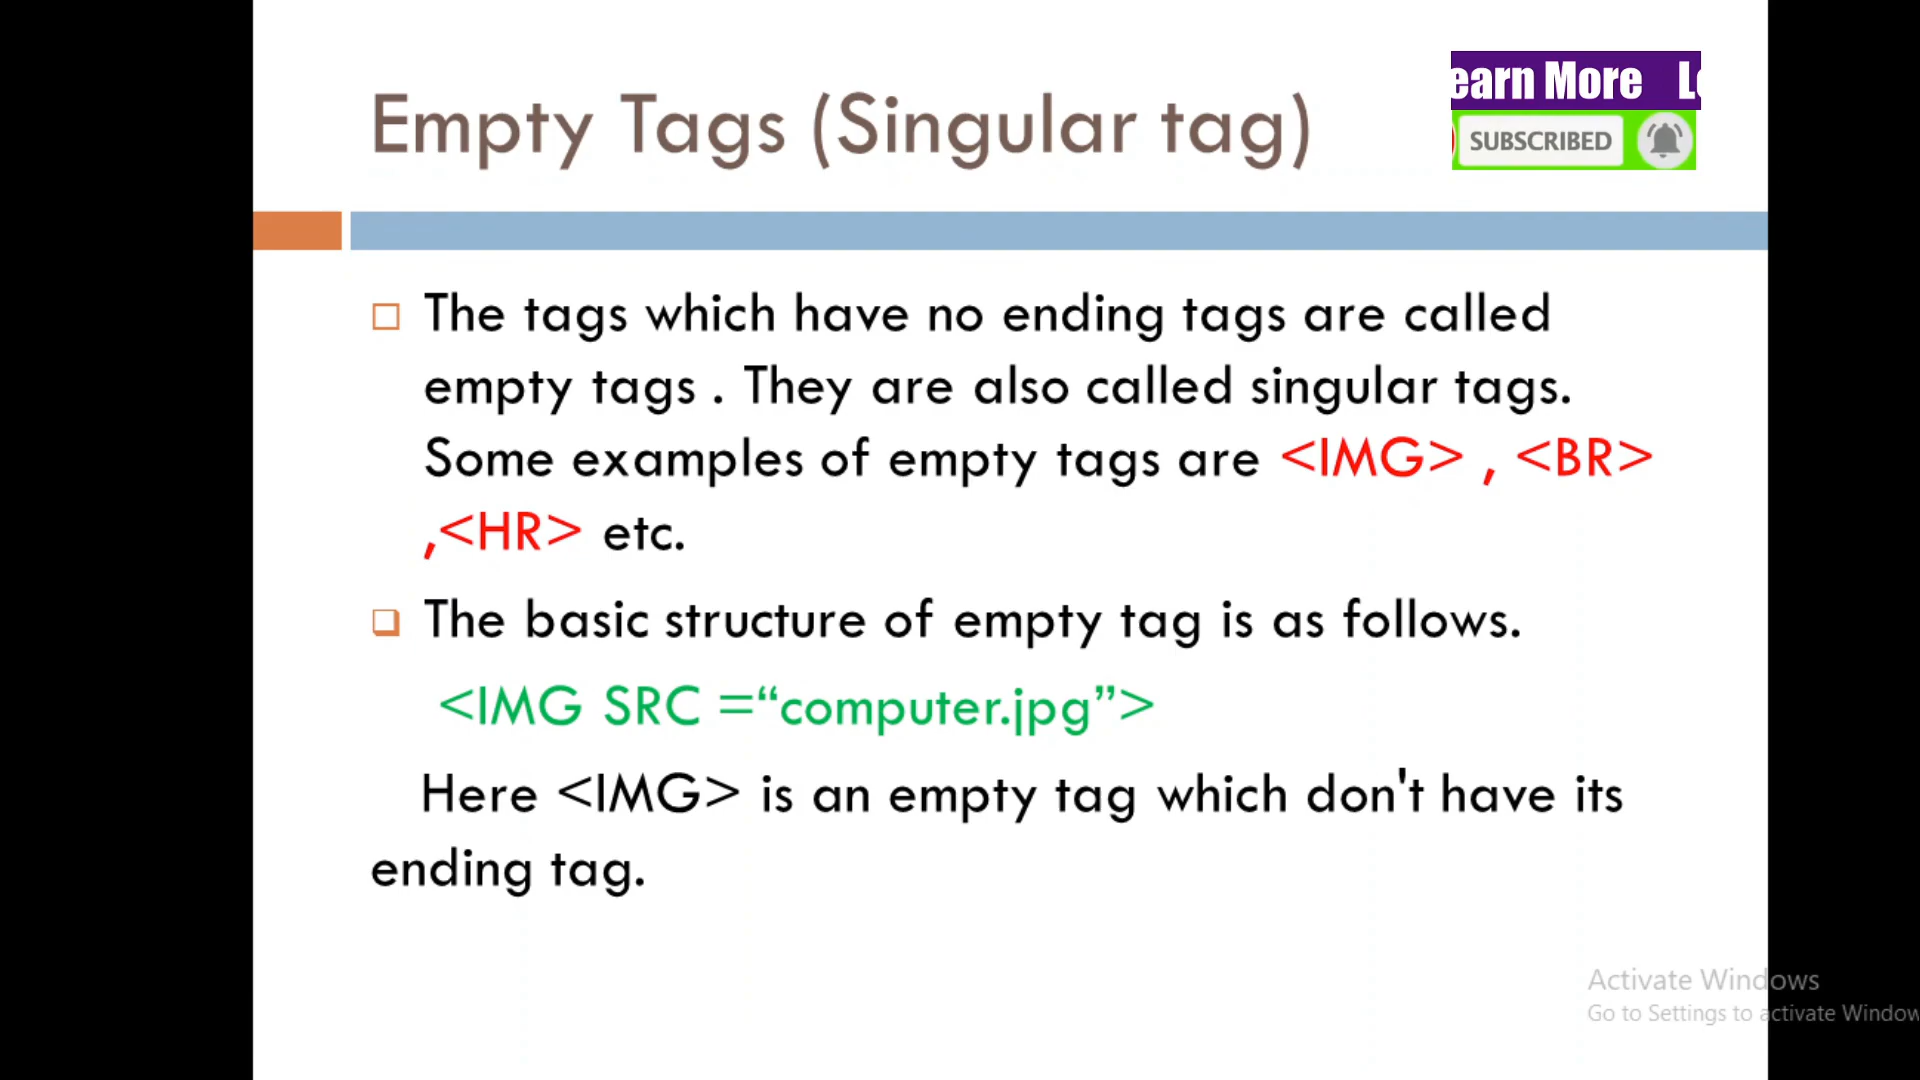 Empty Tags (Singular tag)
earn More
SUBSCRIBED
The tags which have no ending tags are called
empty tags . They are also called singular tags.
Some examples of empty tags are <IMG> , <BR>
,<HR> etc.
The basic structure of empty tag is as follows.
<IMG SRC =“computer.jpg”>
Here <IMG> is an empty tag which don't have its
ending tag.
Activate Windows
Go to Settings to activate Window